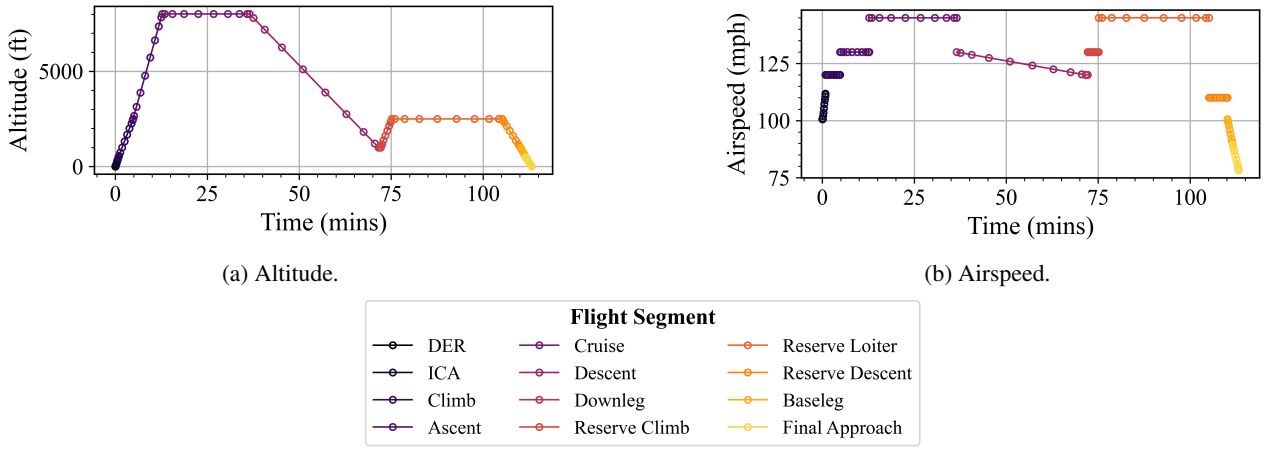 Altitude (ft)
5000
0
0 25 50 75 100
Time (mins)
(a) Altitude.
Airspeed (mph)
125
100
75
0 25 50 75 100
Time (mins)
(b) Airspeed.
Flight Segment
DER Cruise Reserve Loiter
ICA Descent Reserve Descent
Climb Downleg Baseleg
Ascent Reserve Climb Final Approach